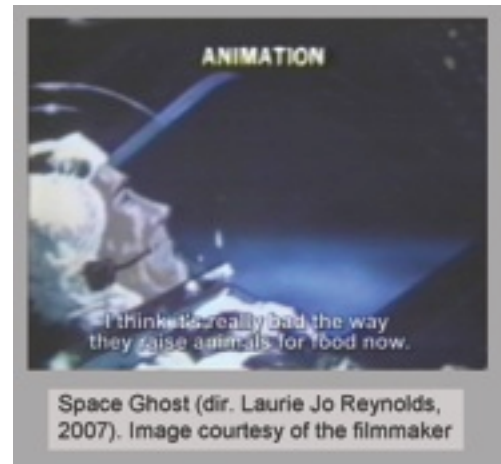 ANIMATION
I think it's really bad the way
they raise animals for food now.
Space Ghost (dir. Laurie Jo Reynolds,
2007). Image courtesy of the filmmaker